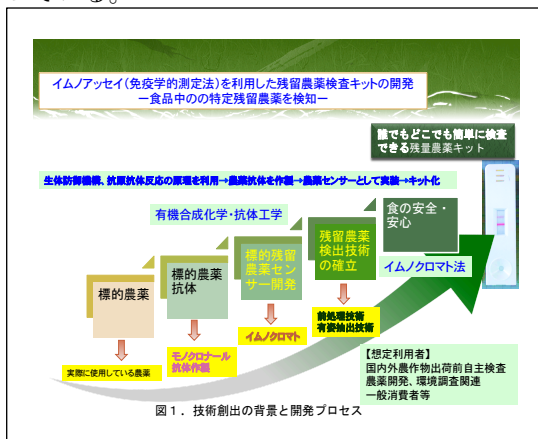 いている。
イムノアッセイ(免疫学的測定法)を利用した残留農薬検査キットの開発
ー食品中のの特定残留農薬を検知ー
誰でもどこでも簡単に検査
できる残量農薬キット
生体防御機構、抗原抗体反応の原理を利用→農薬抗体を作製→農薬センサーとして実装→キット化
有機合成化学・抗体工学
食の安全・
安心
残留農薬
検出技術
の確立
標的残留
農薬セン
サー開発
標的農薬
抗体
標的農薬
イムノクロマト法
前処理技術
有姿抽出技術
イムノクロマト
モノクロナール
抗体作製
実際に使用している農薬
【想定利用者】
国内外農作物出荷前自主検査
農薬開発、環境調査関連
一般消費者等
図1．技術創出の背景と開発プロセス